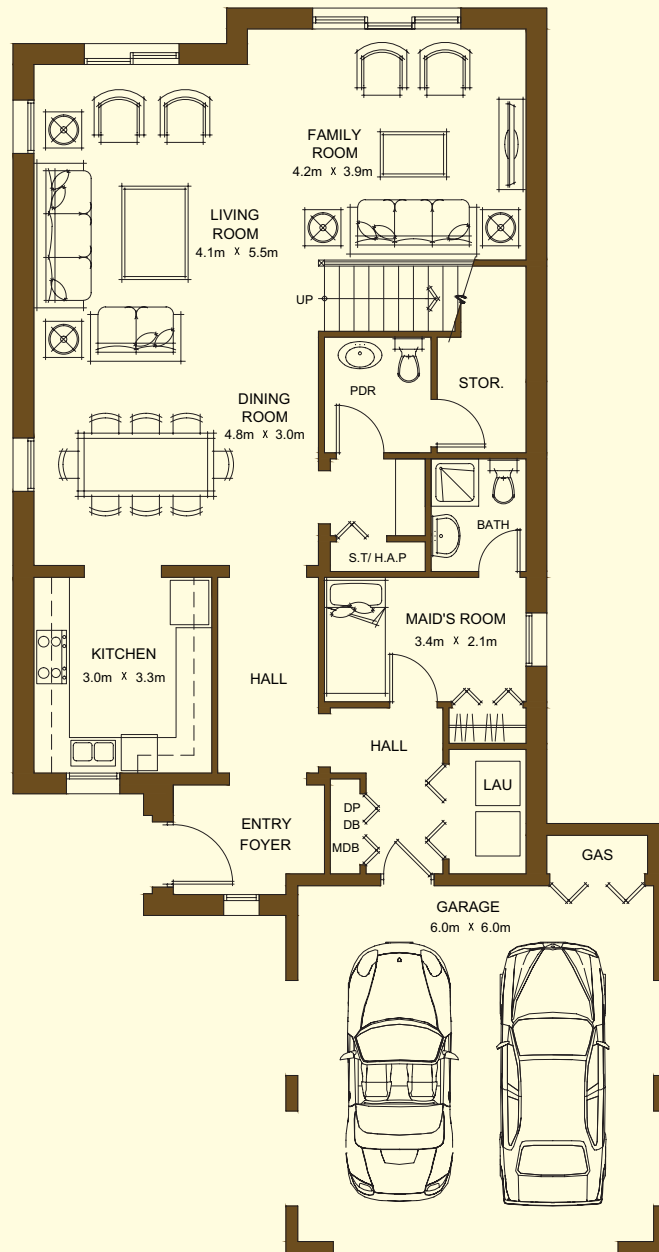 FAMILY
ROOM
4.2m X 3.9m
LIVING
ROOM
4.1m X 5.5m
UP
PDR
STOR.
DINING
ROOM
4.8m X 3.0m
BATH
S.T/ H.A.P
MAID'S ROOM
3.4m X 2.1m
KITCHEN
3.0m X 3.3m
HALL
HALL
LAU
DP
DB
MDB
ENTRY
FOYER
GAS
GARAGE
6.0m X 6.0m